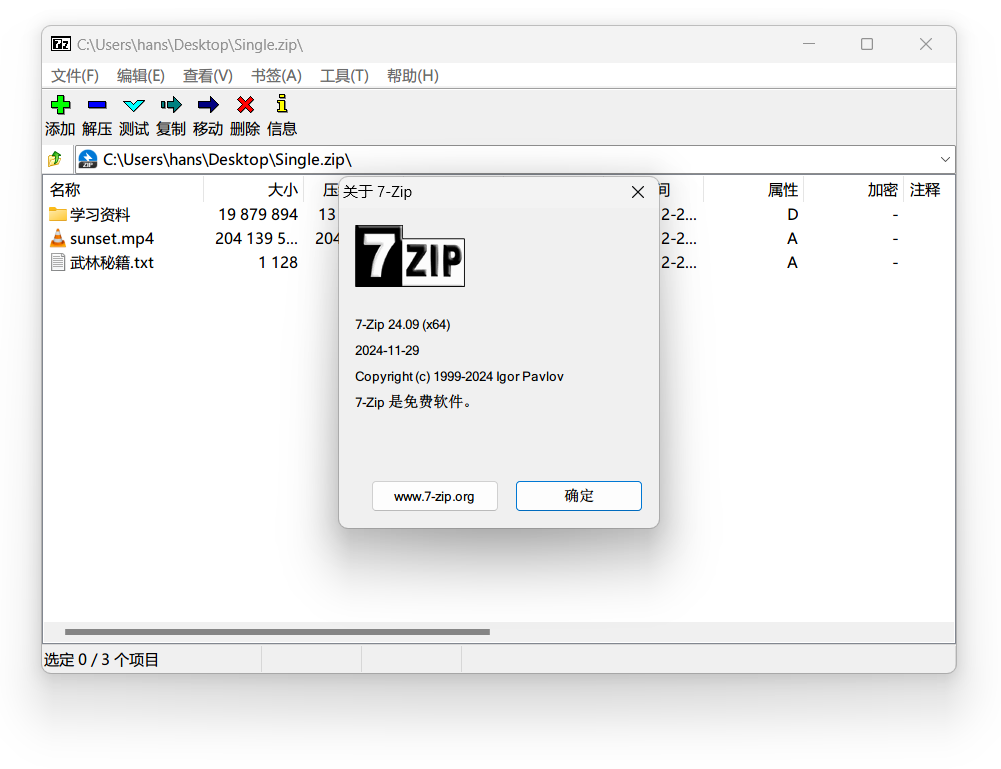 C:\Users\hans\Desktop\Single.zip\
文件(F) 编辑(E) 查看(V) 书签(A) 工具(T) 帮助(H)
添加 解压 测试 复制 移动 删除 信息
C:\Users\hans\Desktop\Single.zip\
名称 大小 压 间 属性 加密 注释
学习资料 19 879 894 13 2-2... D -
sunset.mp4 204 139 5... 204 2-2... A -
武林秘籍.txt 1 128 2-2... A -
关于 7-Zip
7ZIP
7-Zip 24.09 (x64)
2024-11-29
Copyright (c) 1999-2024 Igor Pavlov
7-Zip 是免费软件。
www.7-zip.org 确定
选定 0 / 3 个项目